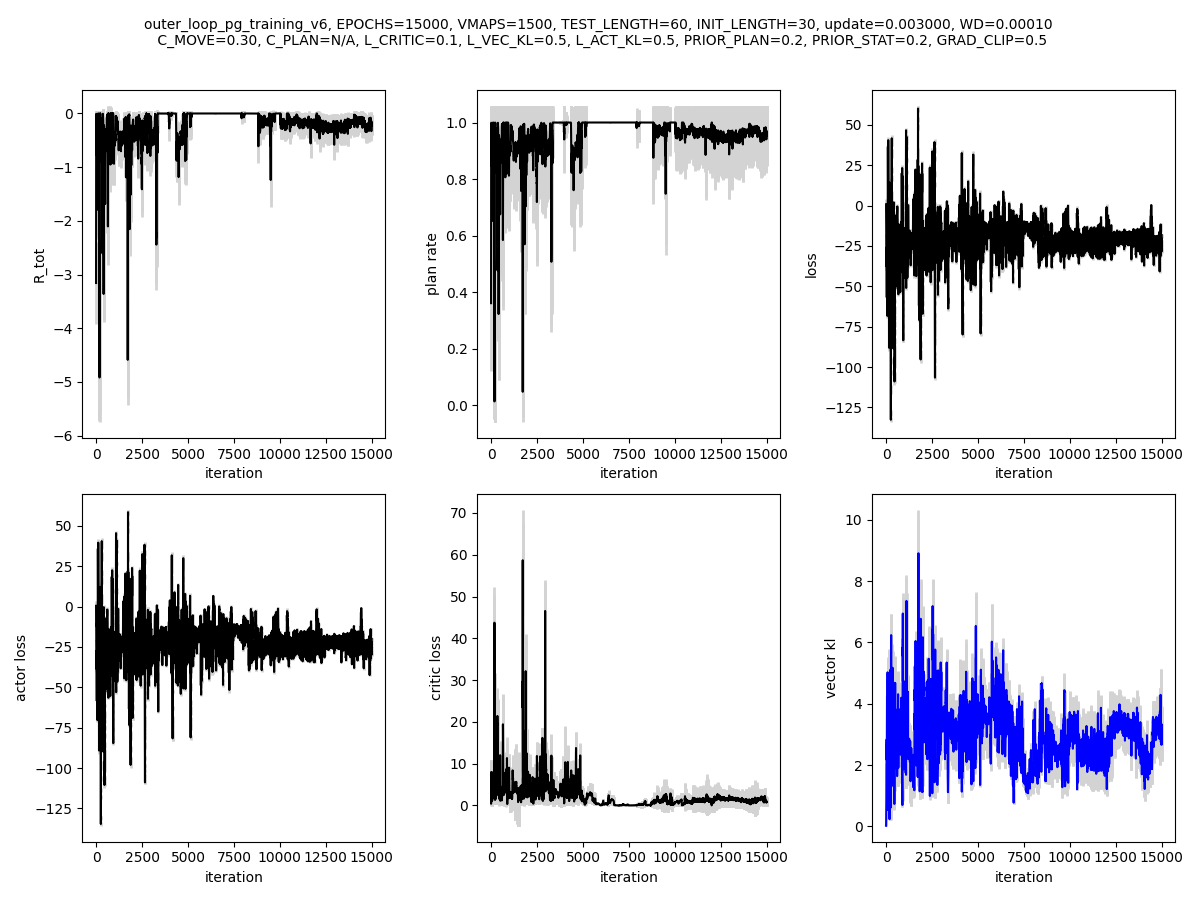 outer_loop_pg_training_v6, EPOCHS=15000, VMAPS=1500, TEST_LENGTH=60, INIT_LENGTH=30, update=0.003000, WD=0.00010
C_MOVE=0.30, C_PLAN=N/A, L_CRITIC=0.1, L_VEC_KL=0.5, L_ACT_KL=0.5, PRIOR_PLAN=0.2, PRIOR_STAT=0.2, GRAD_CLIP=0.5
R_tot
0
−1
−2
−3
−4
−5
−6
0 2500 5000 7500 10000 12500 15000
iteration
plan rate
1.0
0.8
0.6
0.4
0.2
0.0
0 2500 5000 7500 10000 12500 15000
iteration
loss
50
25
0
−25
−50
−75
−100
−125
0 2500 5000 7500 10000 12500 15000
iteration
actor loss
50
25
0
−25
−50
−75
−100
−125
0 2500 5000 7500 10000 12500 15000
iteration
critic loss
70
60
50
40
30
20
10
0
0 2500 5000 7500 10000 12500 15000
iteration
vector kl
10
8
6
4
2
0
0 2500 5000 7500 10000 12500 15000
iteration